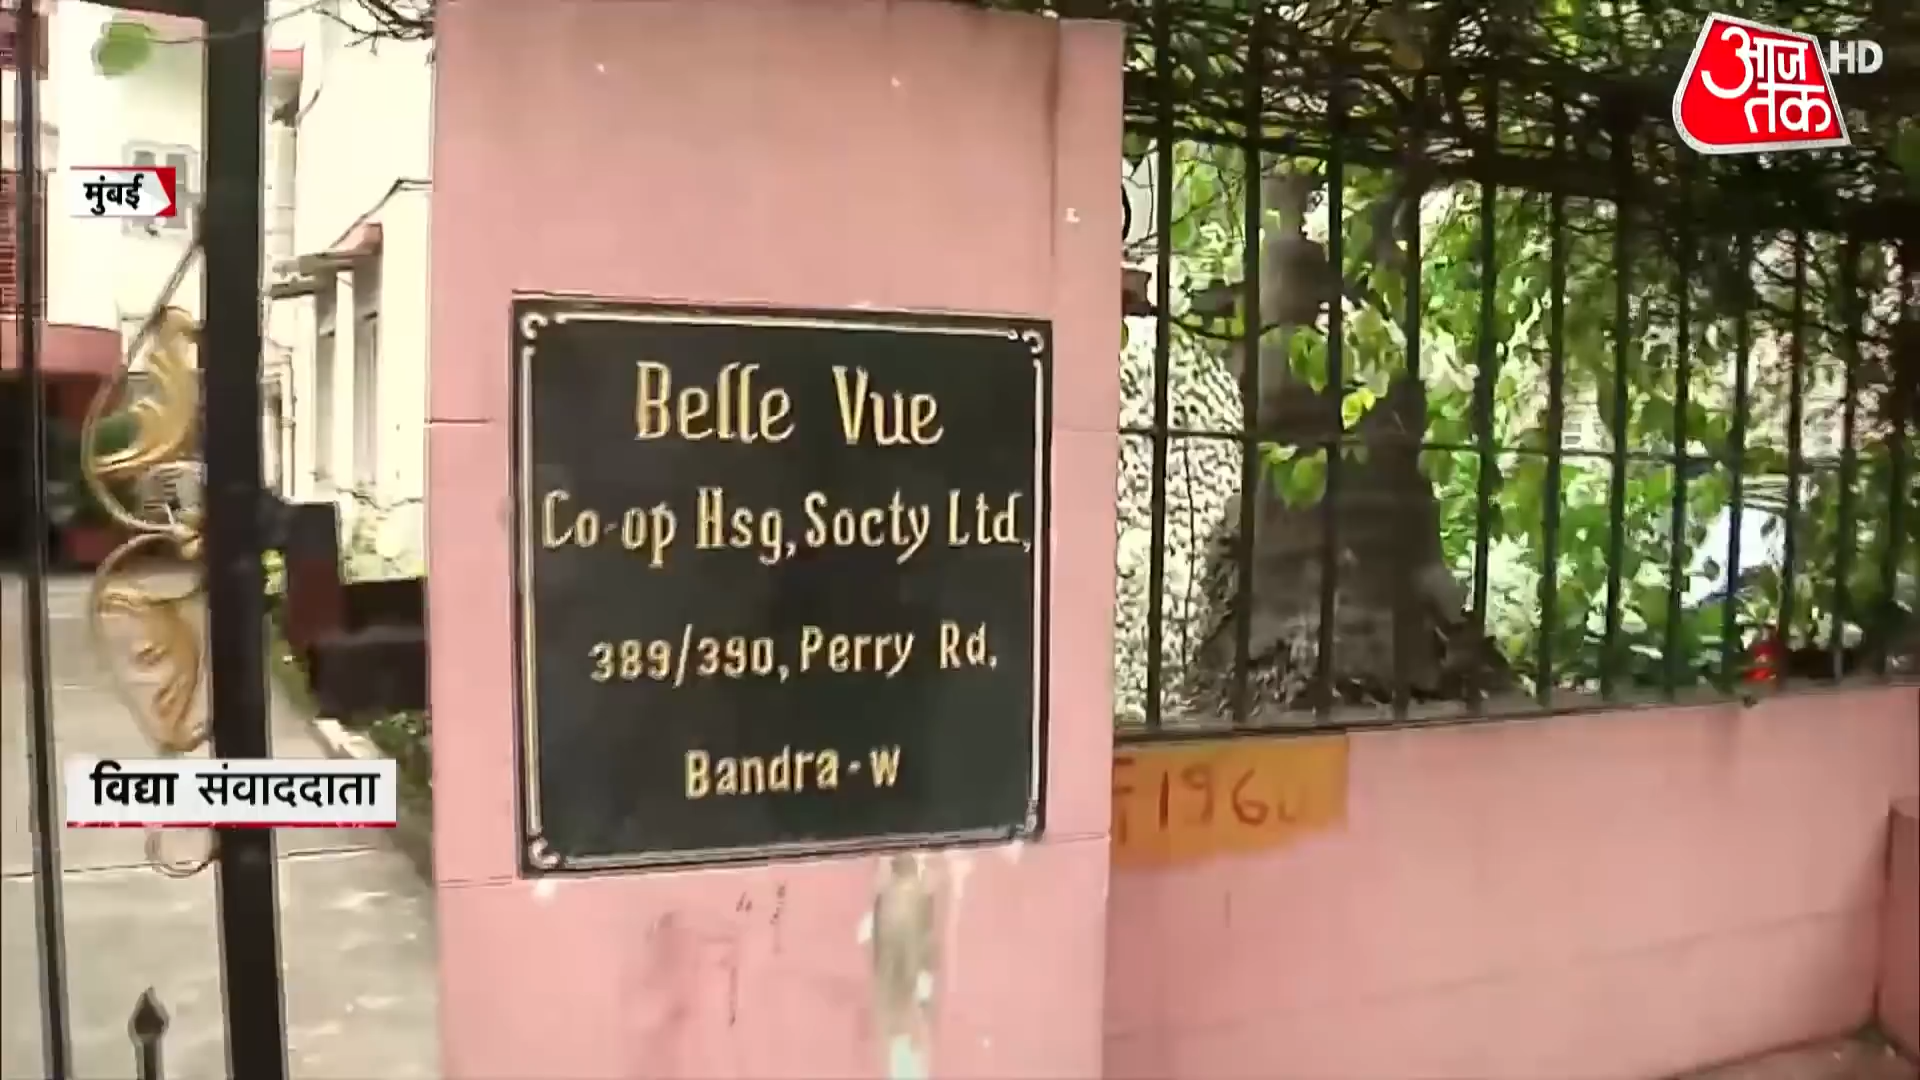 आज तक HD
मुंबई
Belle Vue
Co-op Hsg, Socty Ltd,
389/390, Perry Rd,
Bandra-W
विद्या संवाददाता